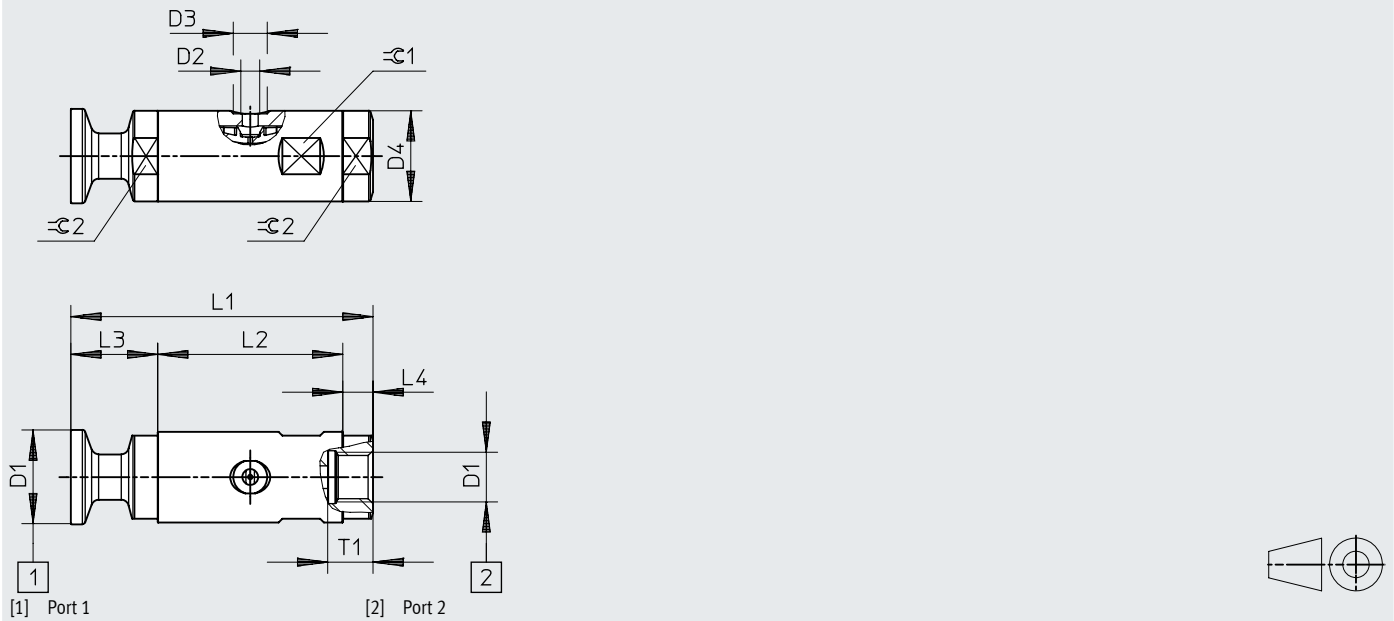 D3
D2
=©1
D4
=©2
=©2
L1
L3
L2
L4
D1
D1
T1
1
2
[1] Port 1
[2] Port 2